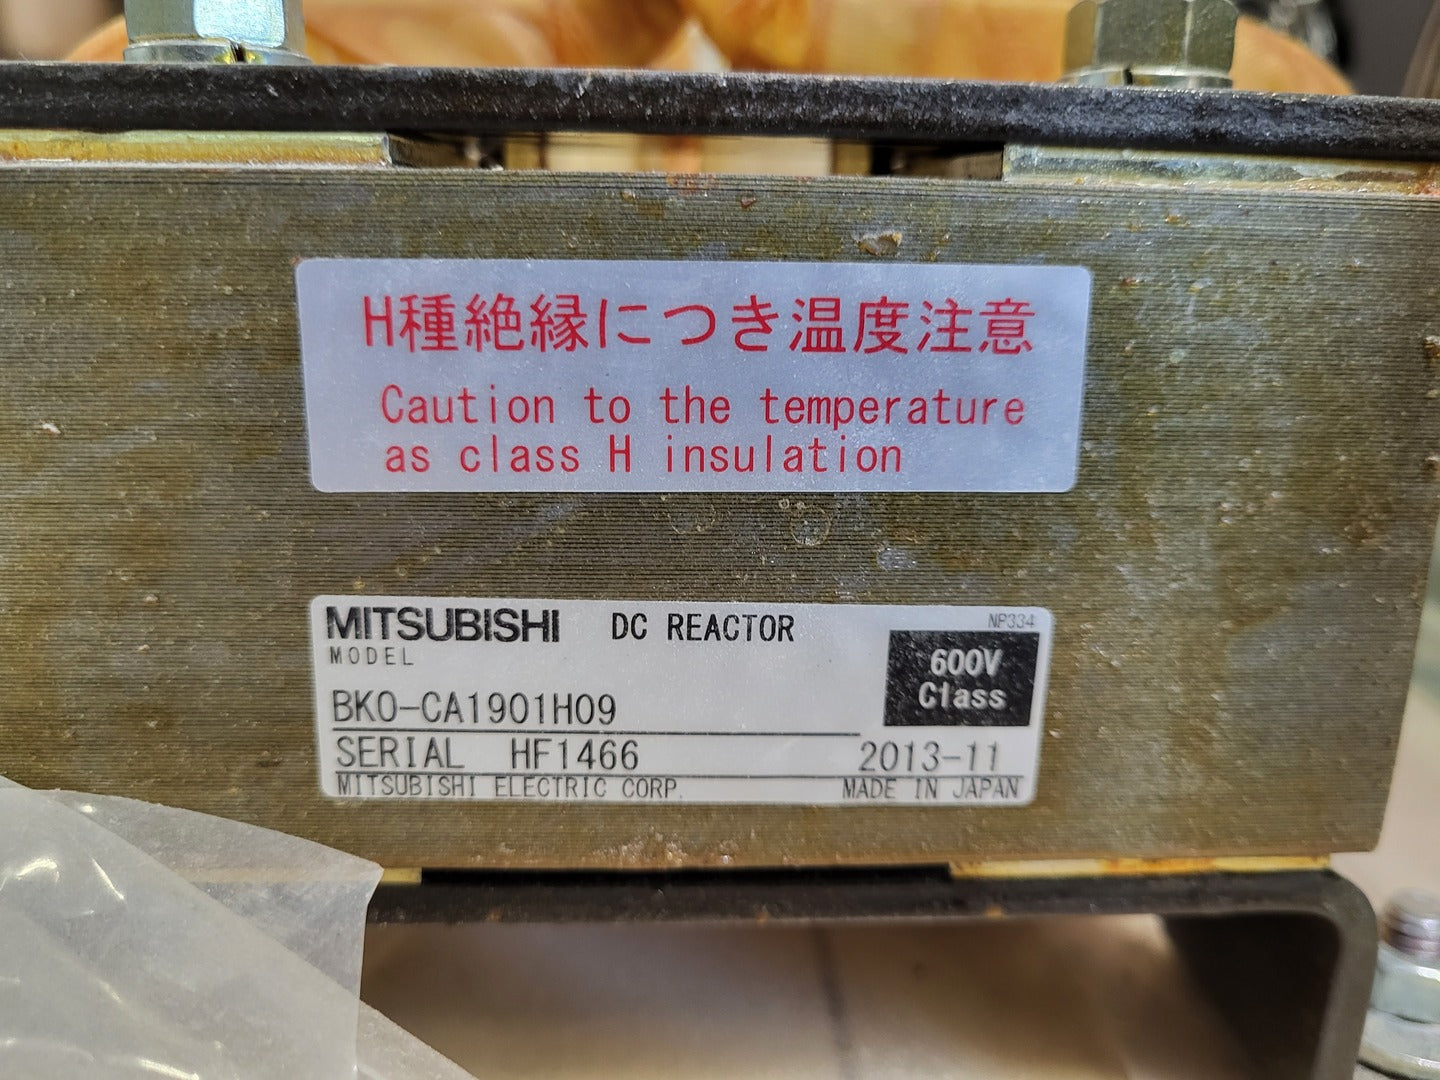 H種絶縁につき温度注意
Caution to the temperature
as class H insulation
MITSUBISHI DC REACTOR NP334
MODEL
600V
Class
BKO-CA1901H09
SERIAL HF1466 2013-11
MITSUBISHI ELECTRIC CORP. MADE IN JAPAN